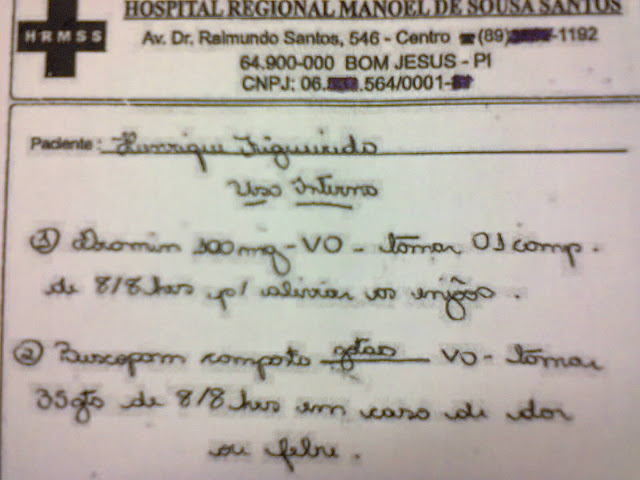 HOSPITAL REGIONAL MANOEL DE SOUSA SANTOS
HRMSS
Av. Dr. Raimundo Santos, 546 - Centro ☎(89) -1192
64.900-000 BOM JESUS - PI
CNPJ: 06. .564/0001-
Paciente: Henrique Figueiredo
Uso Interno
1) Dromin 100mg - VO - tomar 01 comp.
de 8/8 hrs p/ aliviar os enjôos.
2) Buscopam composto gotas VO - tomar
35 gts de 8/8 hrs em caso de dor
ou febre.